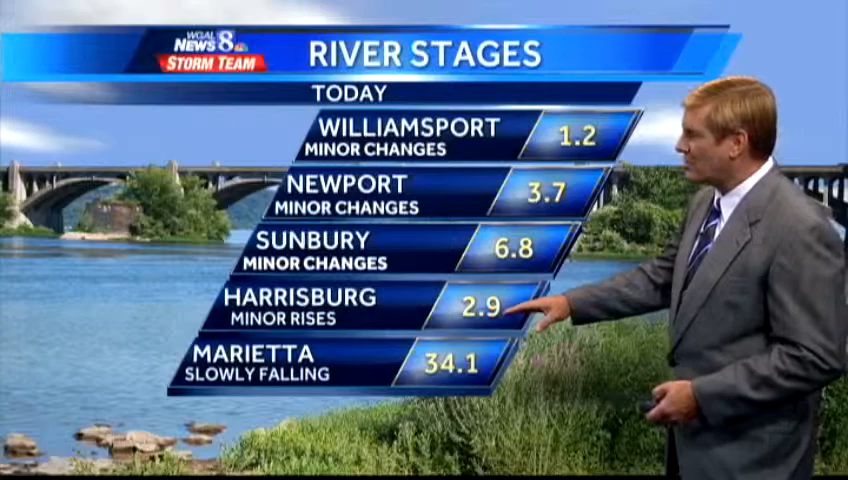 WGAL
NEWS 8
STORM TEAM
RIVER STAGES
TODAY
WILLIAMSPORT
MINOR CHANGES
1.2
NEWPORT
MINOR CHANGES
3.7
SUNBURY
MINOR CHANGES
6.8
HARRISBURG
MINOR RISES
2.9
MARIETTA
SLOWLY FALLING
34.1